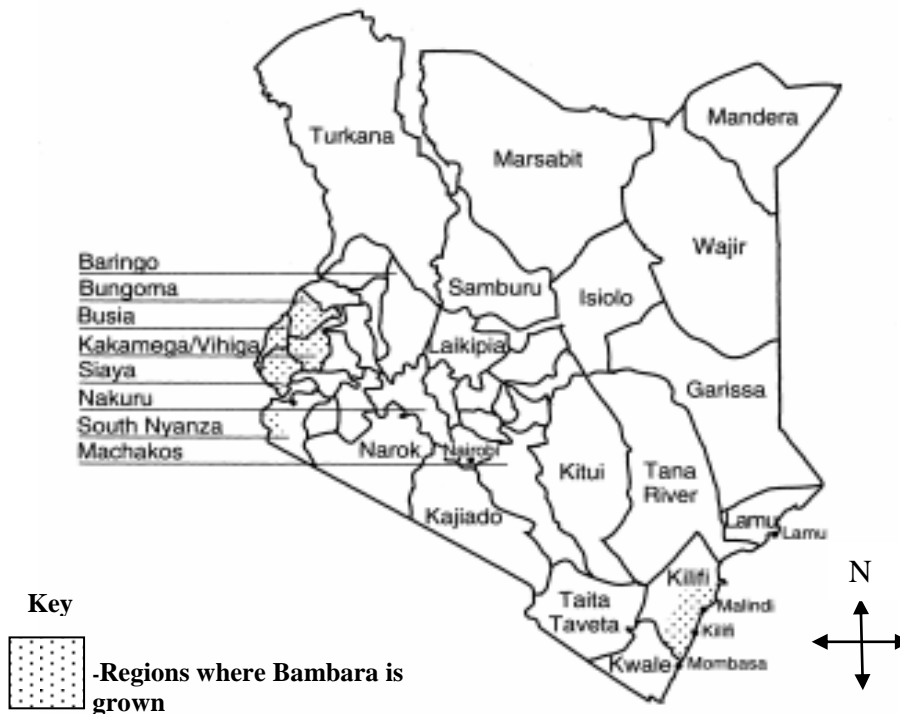 Turkana
Marsabit
Mandera
Wajir
Baringo
Bungoma
Busia
Kakamega/Vihiga
Siaya
Nakuru
South Nyanza
Machakos
Samburu
Isiolo
Laikipia
Garissa
Narok
Nairobi
Kitui
Tana
River
Kajiado
Lamu
Lamu
Kilifi
Malindi
Kilifi
Taita
Taveta
Kwale
Mombasa
N
Key
-Regions where Bambara is
grown